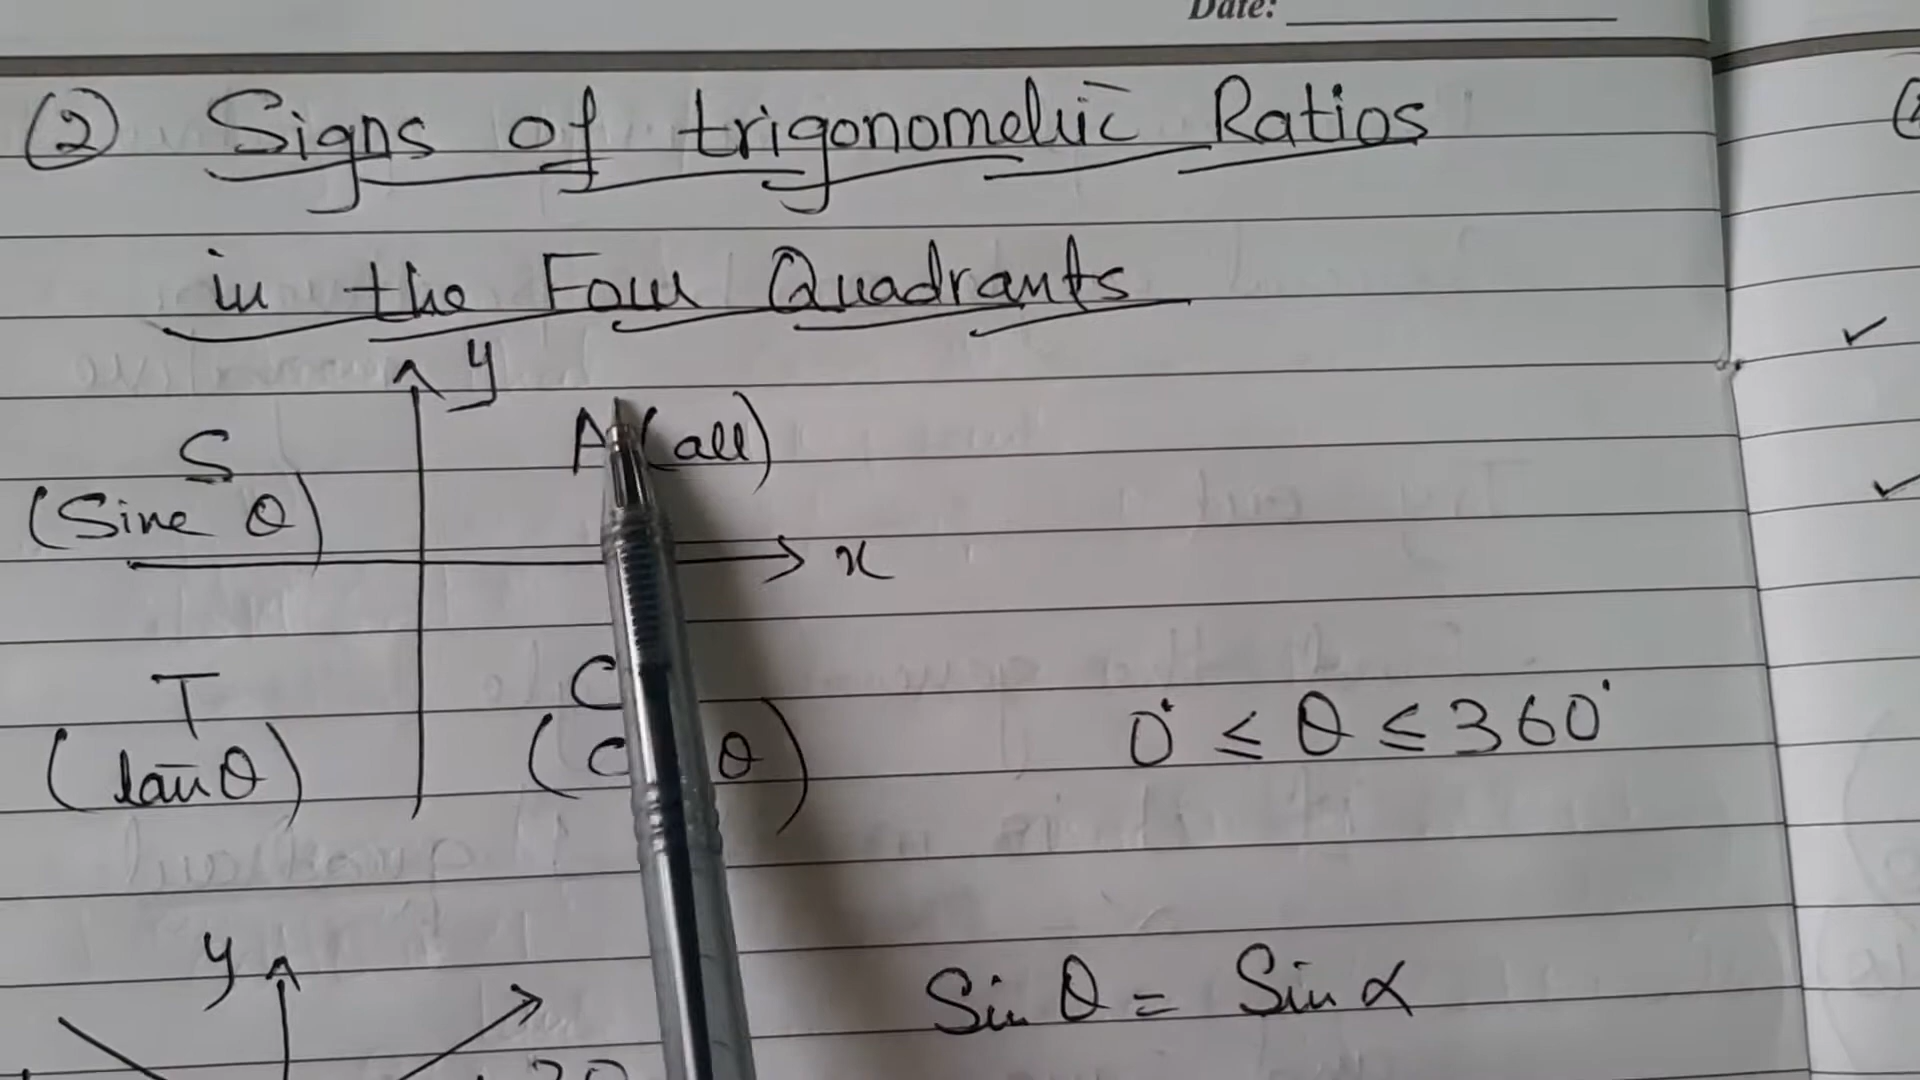 Date:
② Signs of trigonometric Ratios
in the Four Quadrants
y
S A (all)
(Sine θ)
x
T C
(tan θ) ( θ)
0° ≤ θ ≤ 360°
y
Sin θ = Sin α